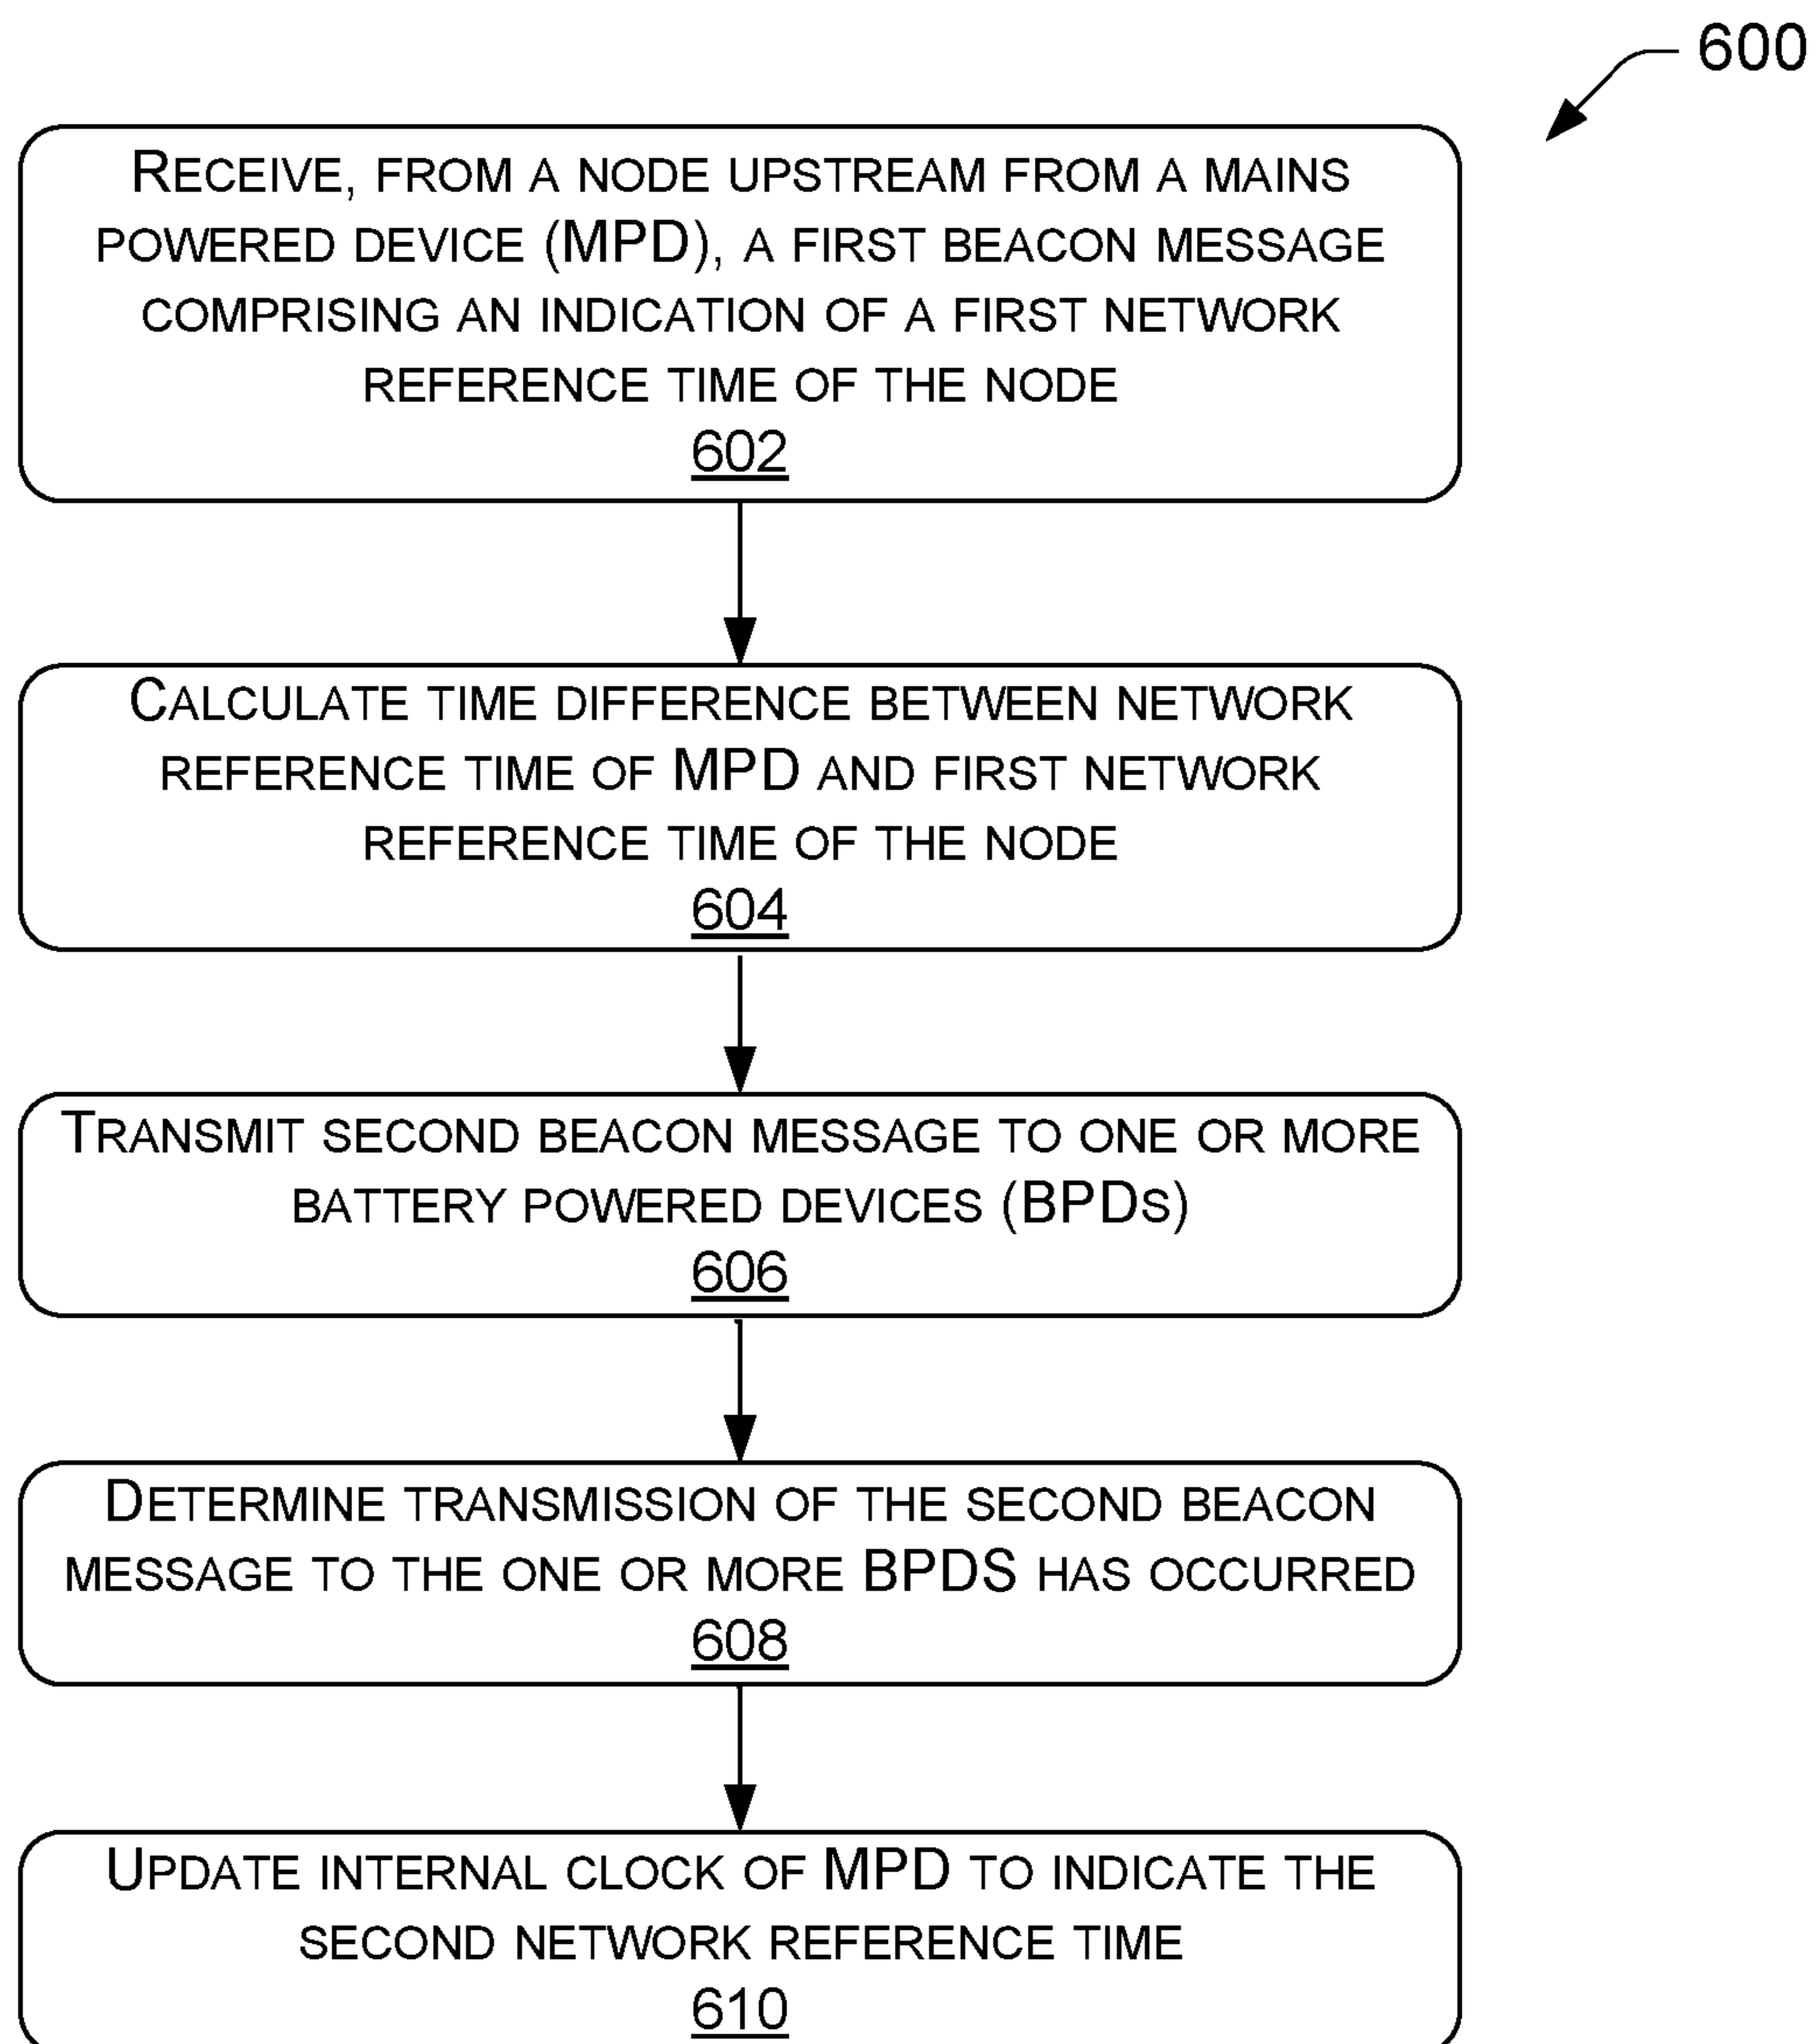 600
RECEIVE, FROM A NODE UPSTREAM FROM A MAINS
POWERED DEVICE (MPD), A FIRST BEACON MESSAGE
COMPRISING AN INDICATION OF A FIRST NETWORK
REFERENCE TIME OF THE NODE
602
CALCULATE TIME DIFFERENCE BETWEEN NETWORK
REFERENCE TIME OF MPD AND FIRST NETWORK
REFERENCE TIME OF THE NODE
604
TRANSMIT SECOND BEACON MESSAGE TO ONE OR MORE
BATTERY POWERED DEVICES (BPDS)
606
DETERMINE TRANSMISSION OF THE SECOND BEACON
MESSAGE TO THE ONE OR MORE BPDS HAS OCCURRED
608
UPDATE INTERNAL CLOCK OF MPD TO INDICATE THE
SECOND NETWORK REFERENCE TIME
610